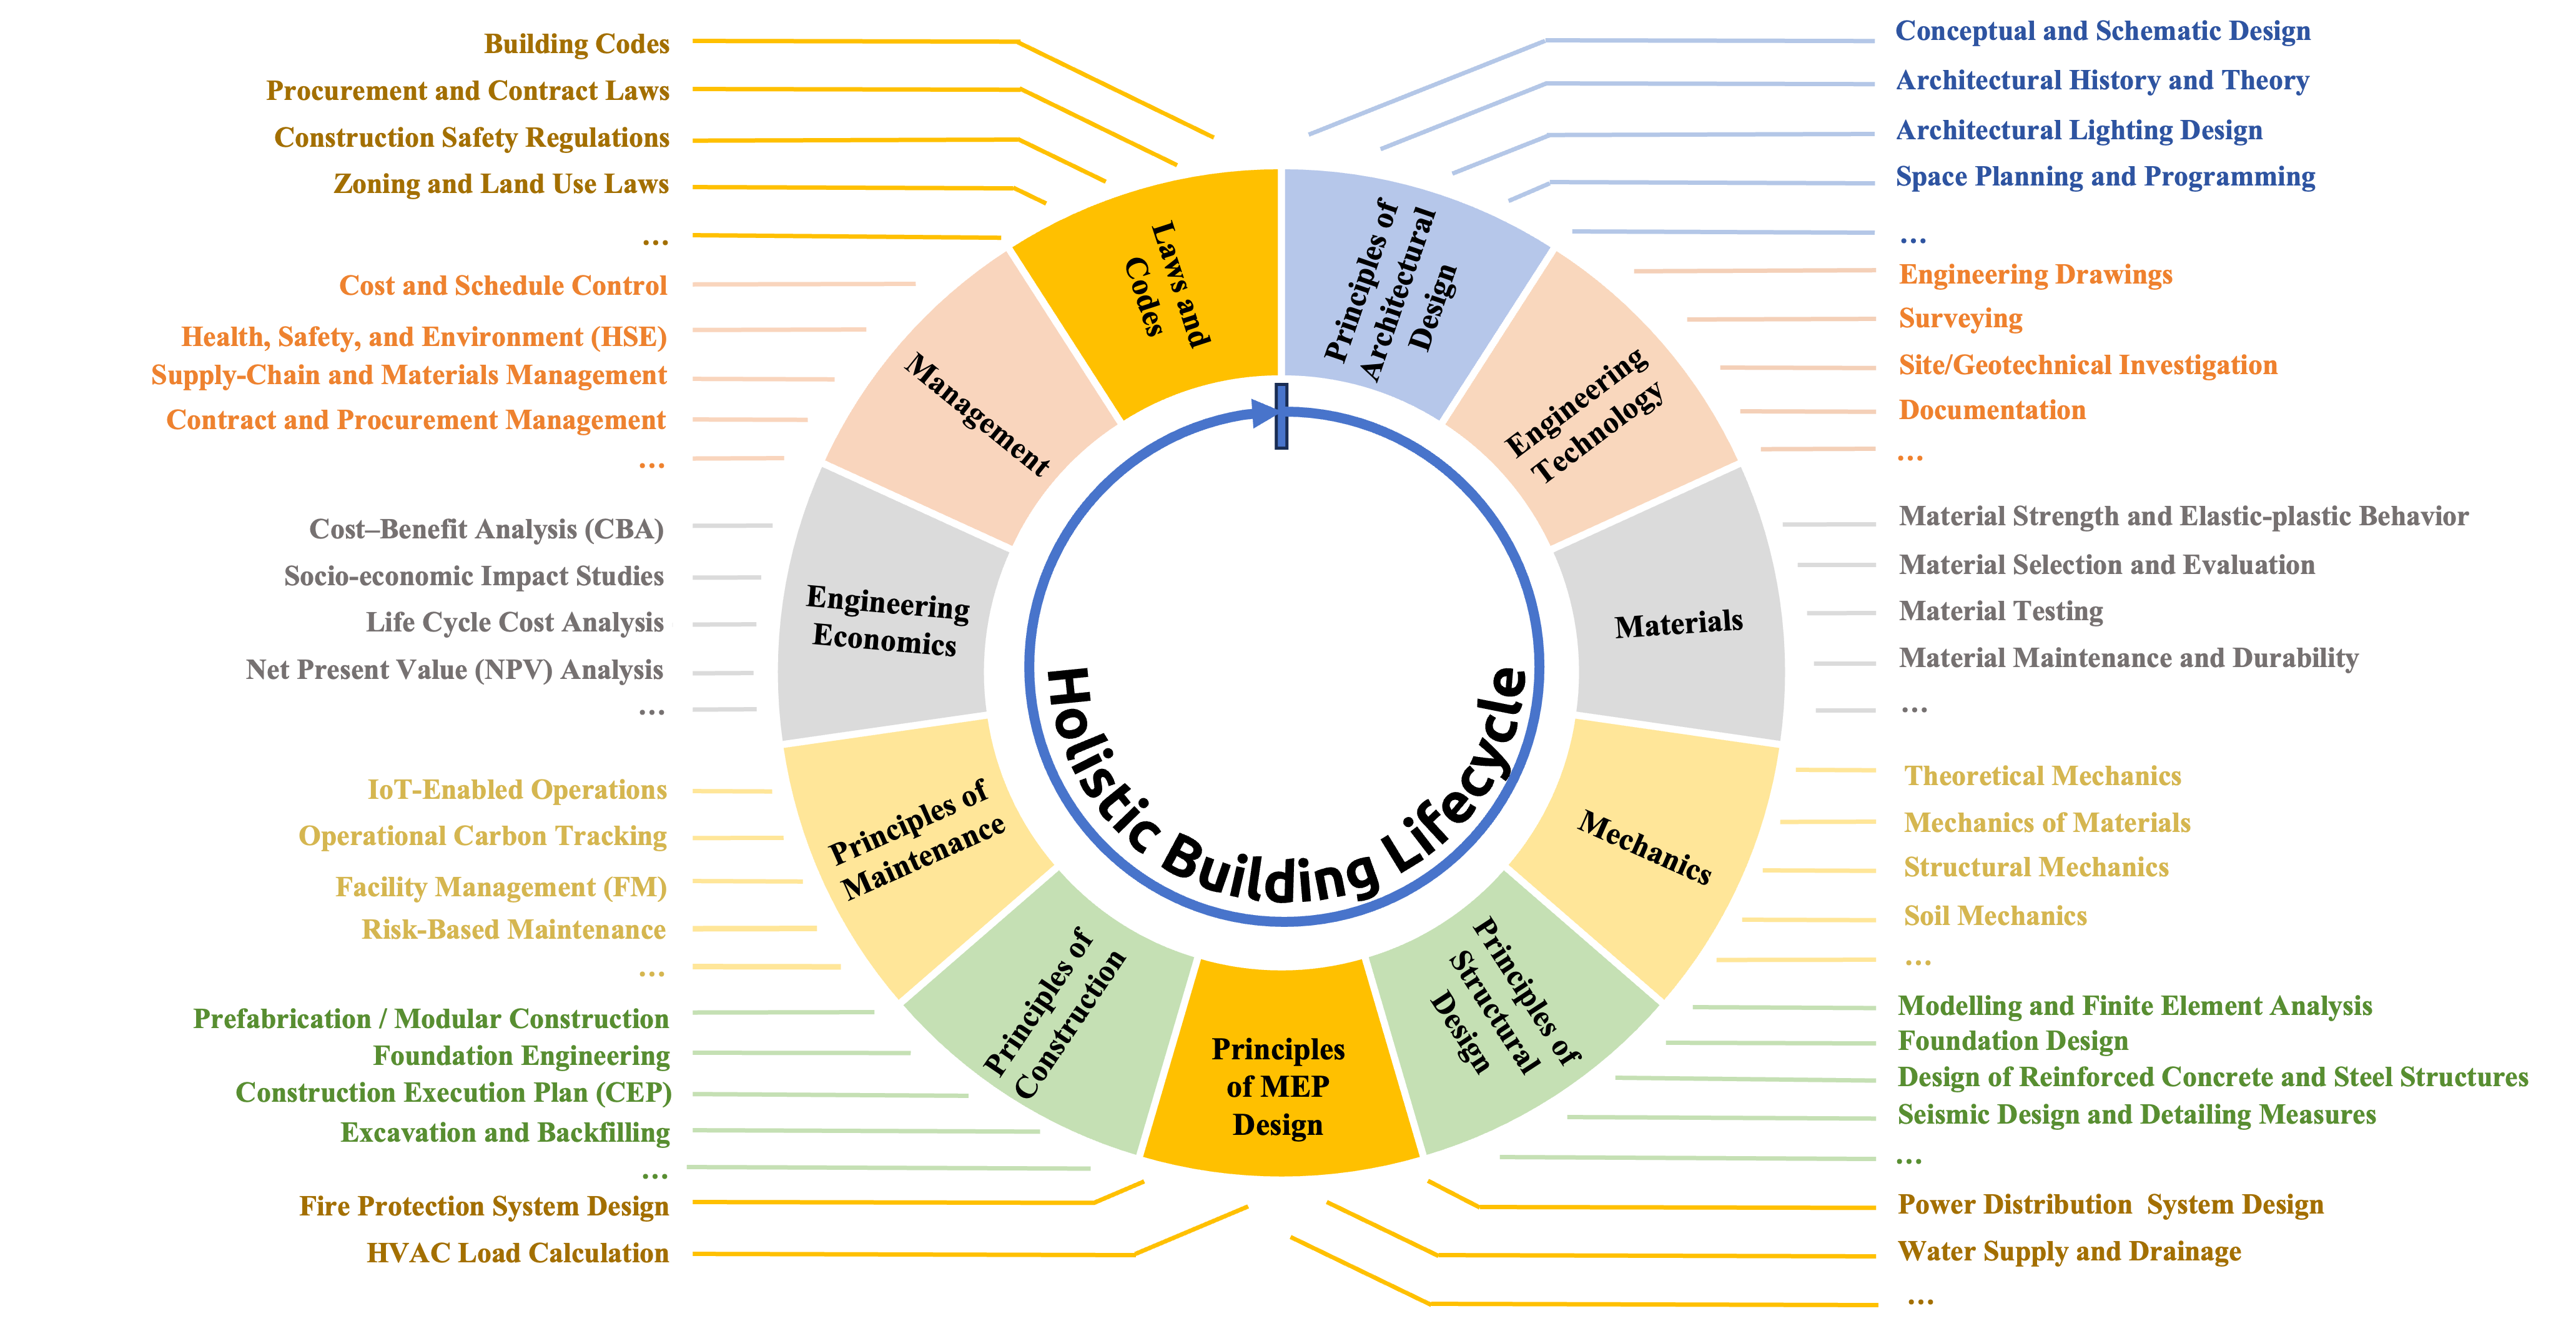 Building Codes
Procurement and Contract Laws
Construction Safety Regulations
Zoning and Land Use Laws
...
Cost and Schedule Control
Health, Safety, and Environment (HSE)
Supply-Chain and Materials Management
Contract and Procurement Management
...
Cost–Benefit Analysis (CBA)
Socio-economic Impact Studies
Life Cycle Cost Analysis
Net Present Value (NPV) Analysis
...
IoT-Enabled Operations
Operational Carbon Tracking
Facility Management (FM)
Risk-Based Maintenance
...
Prefabrication / Modular Construction
Foundation Engineering
Construction Execution Plan (CEP)
Excavation and Backfilling
...
Fire Protection System Design
HVAC Load Calculation
Laws and
Codes
Principles of
Architectural
Design
Management
Engineering
Technology
Engineering
Economics
Materials
Principles of
Maintenance
Mechanics
Principles of
Construction
Principles
of MEP
Design
Principles of
Structural
Design
Holistic Building Lifecycle
Conceptual and Schematic Design
Architectural History and Theory
Architectural Lighting Design
Space Planning and Programming
...
Engineering Drawings
Surveying
Site/Geotechnical Investigation
Documentation
...
Material Strength and Elastic-plastic Behavior
Material Selection and Evaluation
Material Testing
Material Maintenance and Durability
...
Theoretical Mechanics
Mechanics of Materials
Structural Mechanics
Soil Mechanics
...
Modelling and Finite Element Analysis
Foundation Design
Design of Reinforced Concrete and Steel Structures
Seismic Design and Detailing Measures
...
Power Distribution  System Design
Water Supply and Drainage
...